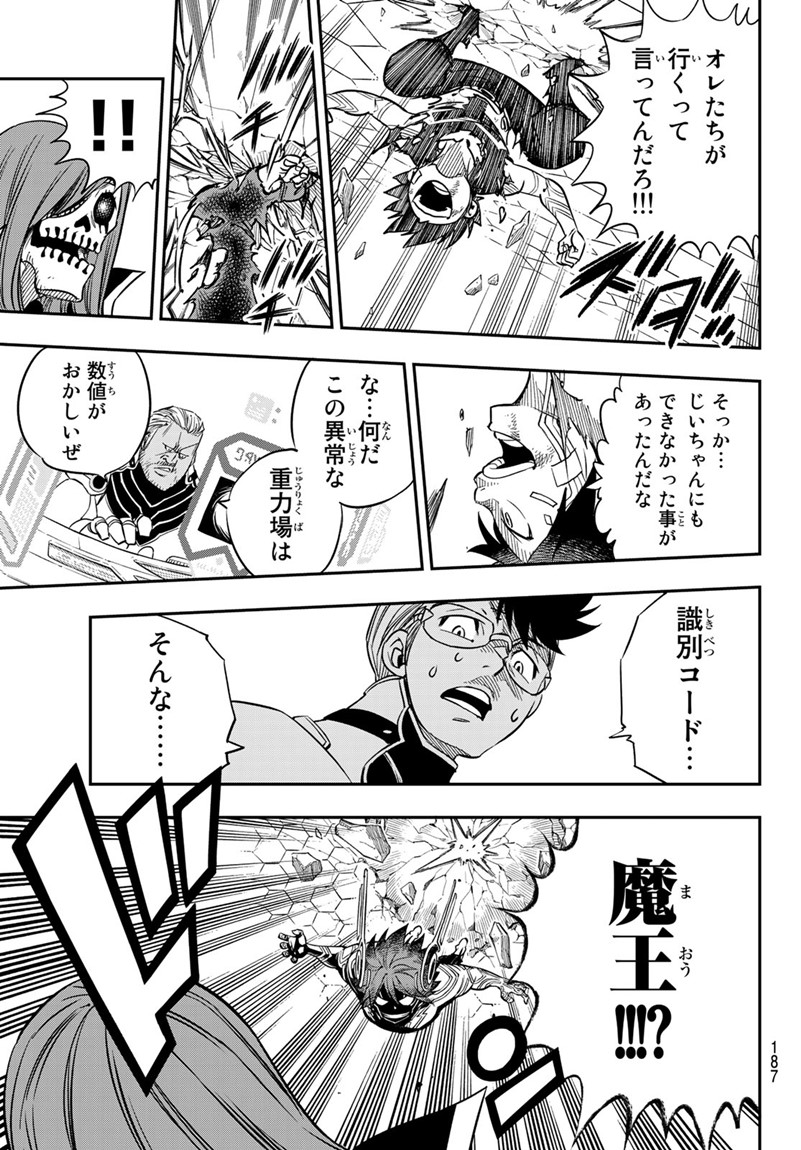 オレたちが
行くって
言ってんだろ!!!
ズドッ
!!
そっか…
じいちゃんにも
できなかった事が
あったんだな
な…何だ
この異常な
重力場は
数値が
おかしいぜ
識別コード…
そんな……
魔王!!!?
ドン
187